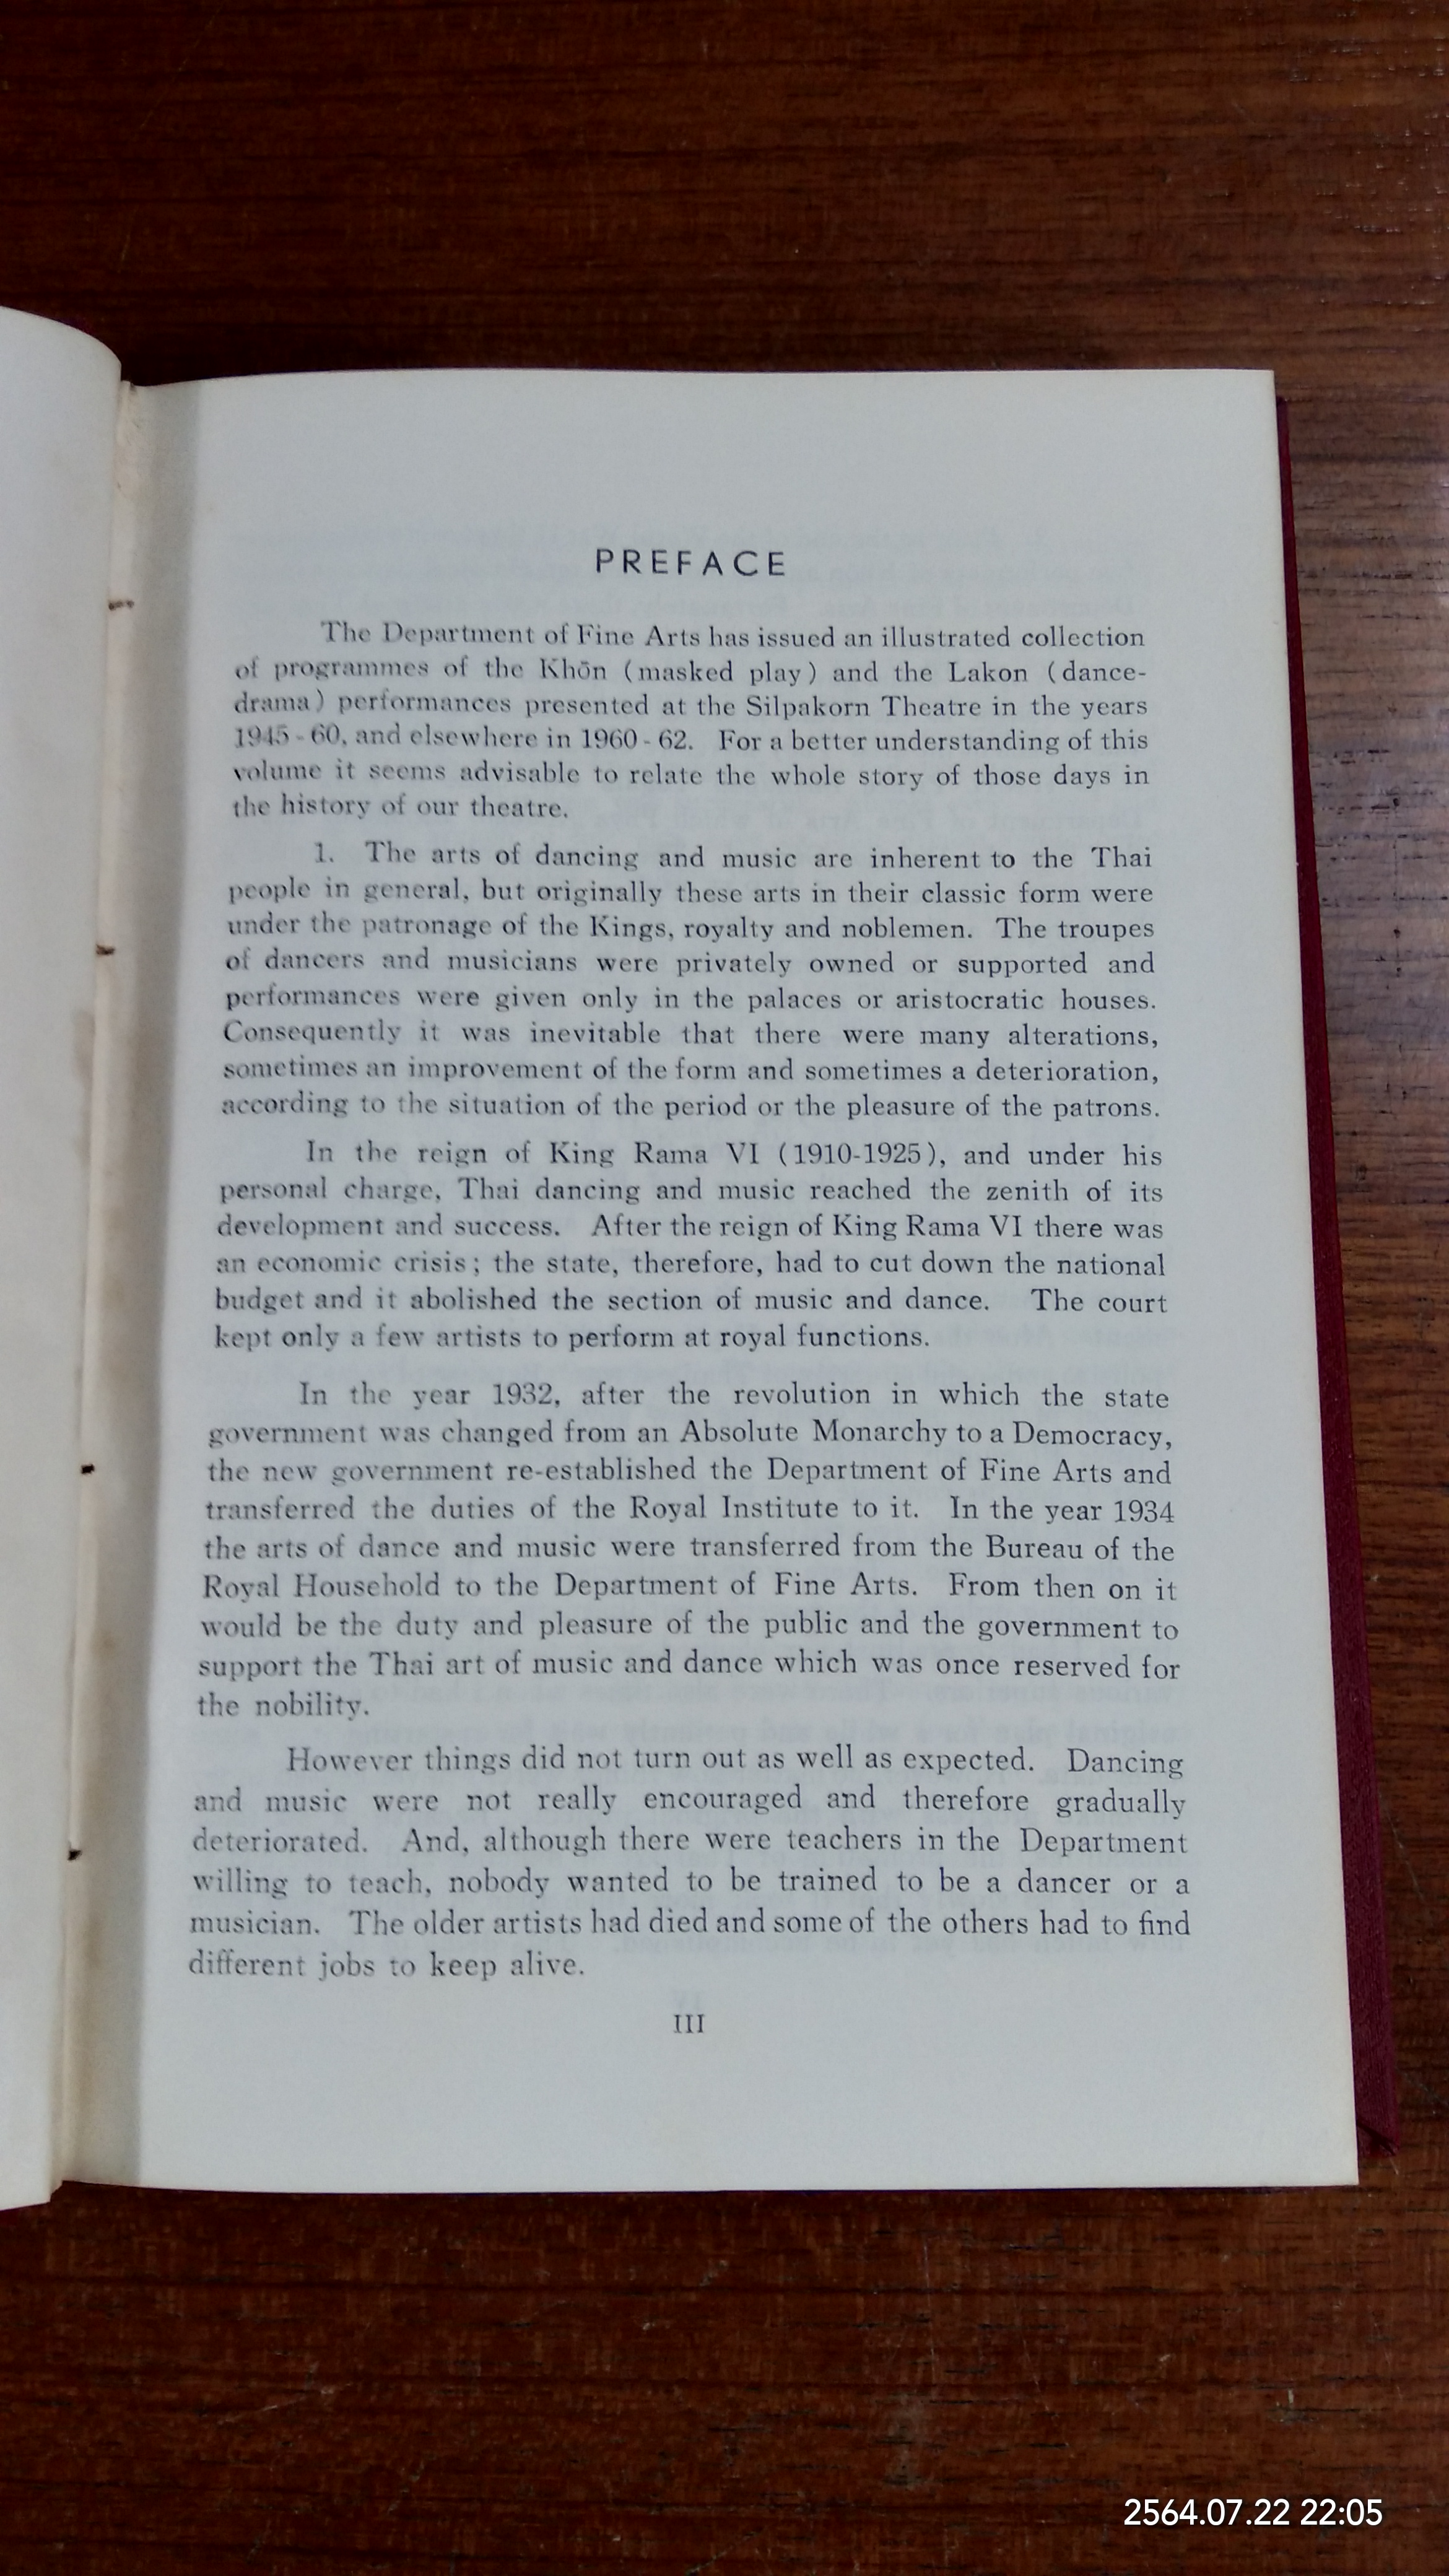 PREFACE
The Department of Fine Arts has issued an illustrated collection
of programmes of the Khōn (masked play) and the Lakon (dance-
drama) performances presented at the Silpakorn Theatre in the years
1945-60, and elsewhere in 1960-62. For a better understanding of this
volume it seems advisable to relate the whole story of those days in
the history of our theatre.
1. The arts of dancing and music are inherent to the Thai
people in general, but originally these arts in their classic form were
under the patronage of the Kings, royalty and noblemen. The troupes
of dancers and musicians were privately owned or supported and
performances were given only in the palaces or aristocratic houses.
Consequently it was inevitable that there were many alterations,
sometimes an improvement of the form and sometimes a deterioration,
according to the situation of the period or the pleasure of the patrons.
In the reign of King Rama VI (1910-1925), and under his
personal charge, Thai dancing and music reached the zenith of its
development and success. After the reign of King Rama VI there was
an economic crisis; the state, therefore, had to cut down the national
budget and it abolished the section of music and dance. The court
kept only a few artists to perform at royal functions.
In the year 1932, after the revolution in which the state
government was changed from an Absolute Monarchy to a Democracy,
the new government re-established the Department of Fine Arts and
transferred the duties of the Royal Institute to it. In the year 1934
the arts of dance and music were transferred from the Bureau of the
Royal Household to the Department of Fine Arts. From then on it
would be the duty and pleasure of the public and the government to
support the Thai art of music and dance which was once reserved for
the nobility.
However things did not turn out as well as expected. Dancing
and music were not really encouraged and therefore gradually
deteriorated. And, although there were teachers in the Department
willing to teach, nobody wanted to be trained to be a dancer or a
musician. The older artists had died and some of the others had to find
different jobs to keep alive.
III
2564.07.22 22:05